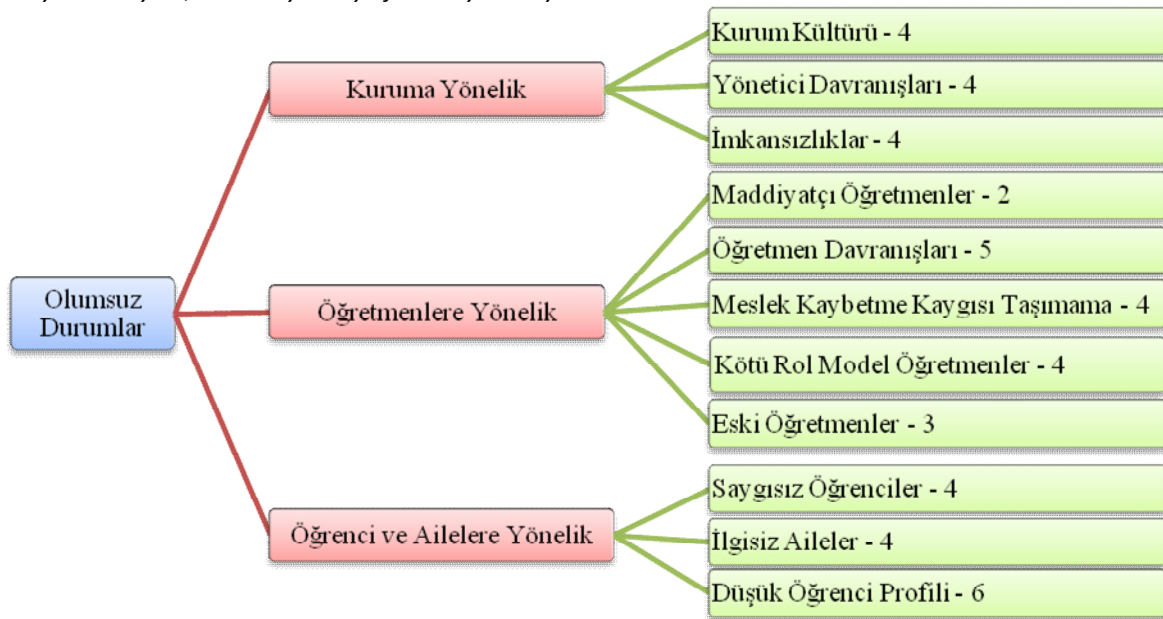 Kurum Kültürü - 4
Kuruma Yönelik
Yönetici Davranışları - 4
İmkansızlıklar - 4
Maddiyatçı Öğretmenler - 2
Öğretmen Davranışları - 5
Olumsuz
Durumlar
Öğretmenlere Yönelik
Meslek Kaybetme Kaygısı Taşımama - 4
Kötü Rol Model Öğretmenler - 4
Eski Öğretmenler - 3
Saygısız Öğrenciler - 4
Öğrenci ve Ailelere Yönelik
İlgisiz Aileler - 4
Düşük Öğrenci Profili - 6